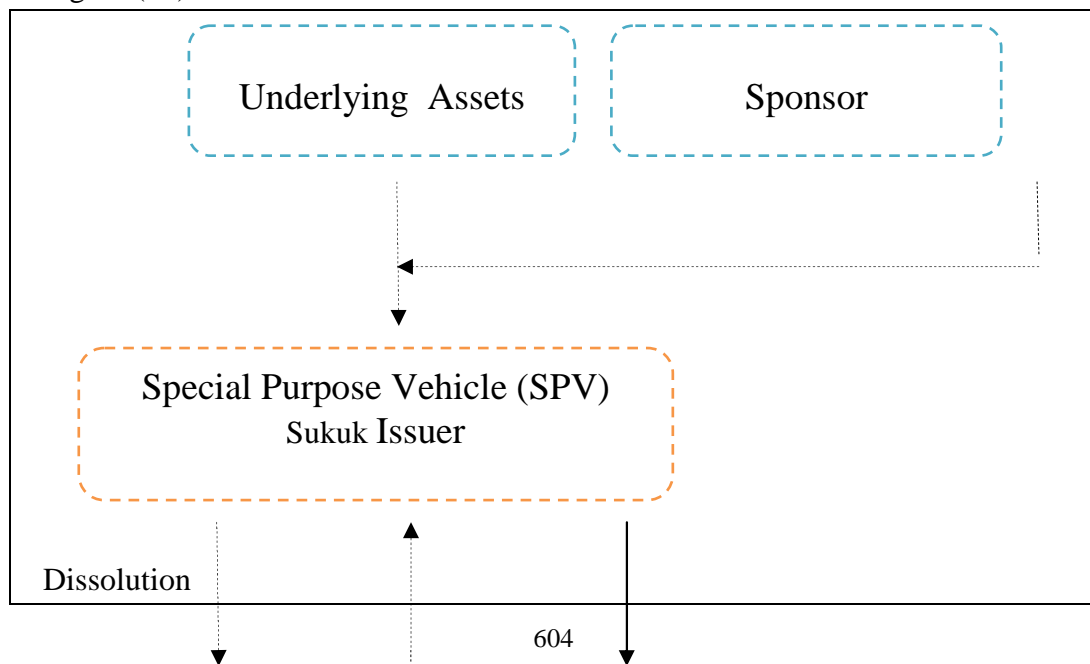 Underlying Assets
Sponsor
Special Purpose Vehicle (SPV)
Sukuk Issuer
Dissolution
604